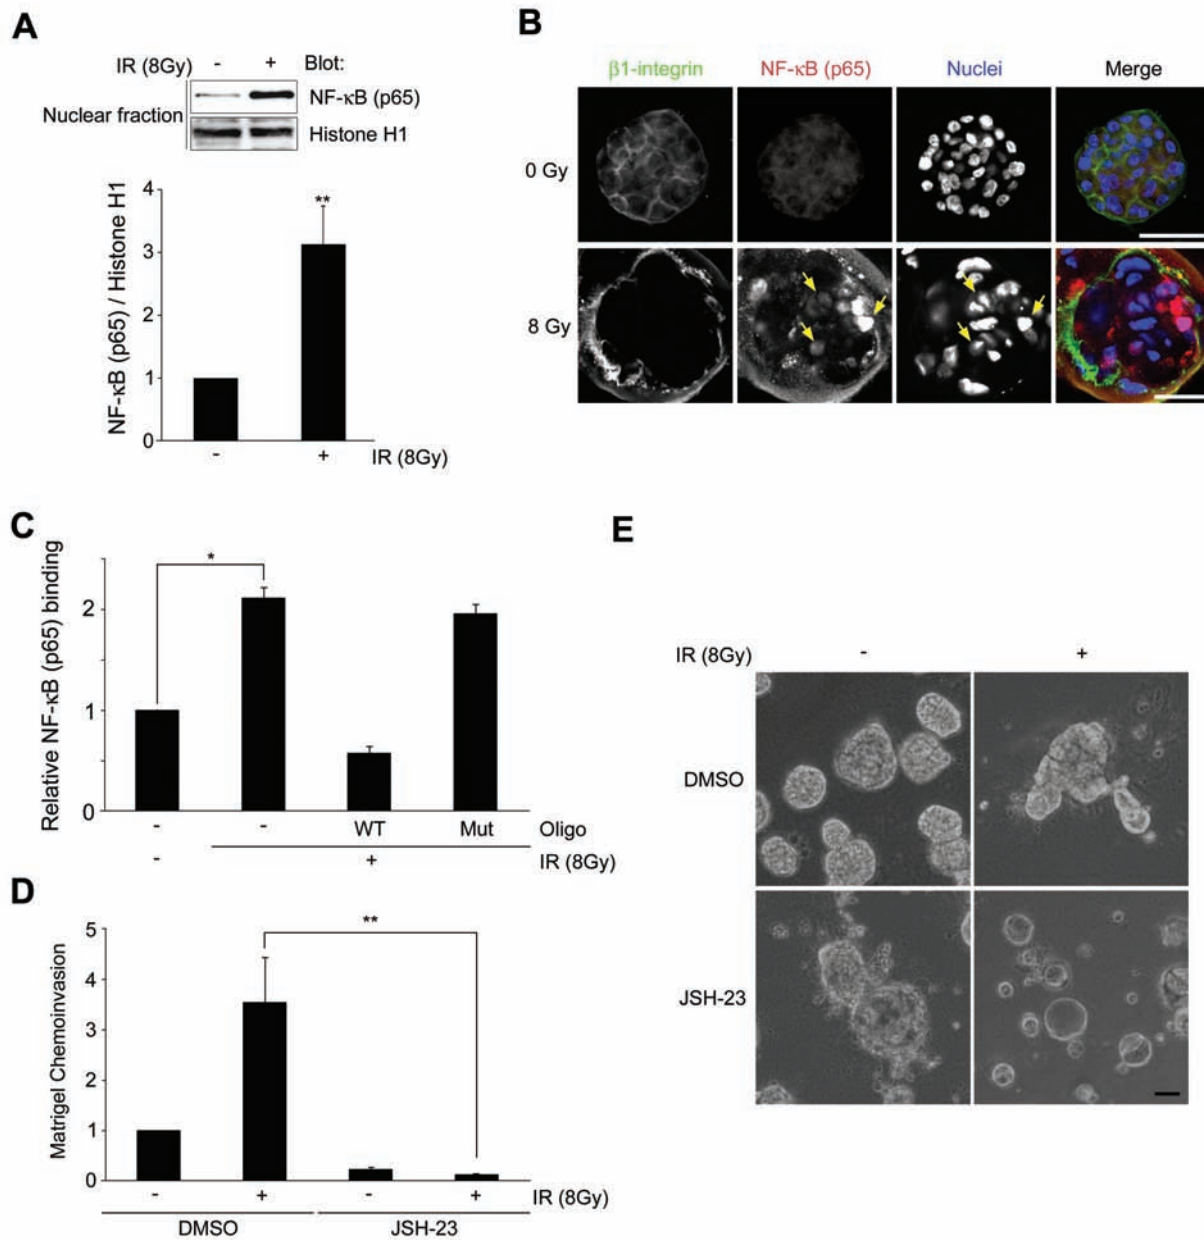 A
IR (8Gy) - + Blot:
Nuclear fraction
NF-κB (p65)
Histone H1
NF-κB (p65) / Histone H1
4
3
2
1
0
**
- + IR (8Gy)
B
β1-integrin NF-κB (p65) Nuclei Merge
0 Gy
8 Gy
C
Relative NF-κB (p65) binding
2
1
0
*
- - WT Mut Oligo
- + IR (8Gy)
D
Matrigel Chemoinvasion
5
4
3
2
1
0
**
- + - + IR (8Gy)
DMSO JSH-23
E
IR (8Gy) - +
DMSO
JSH-23